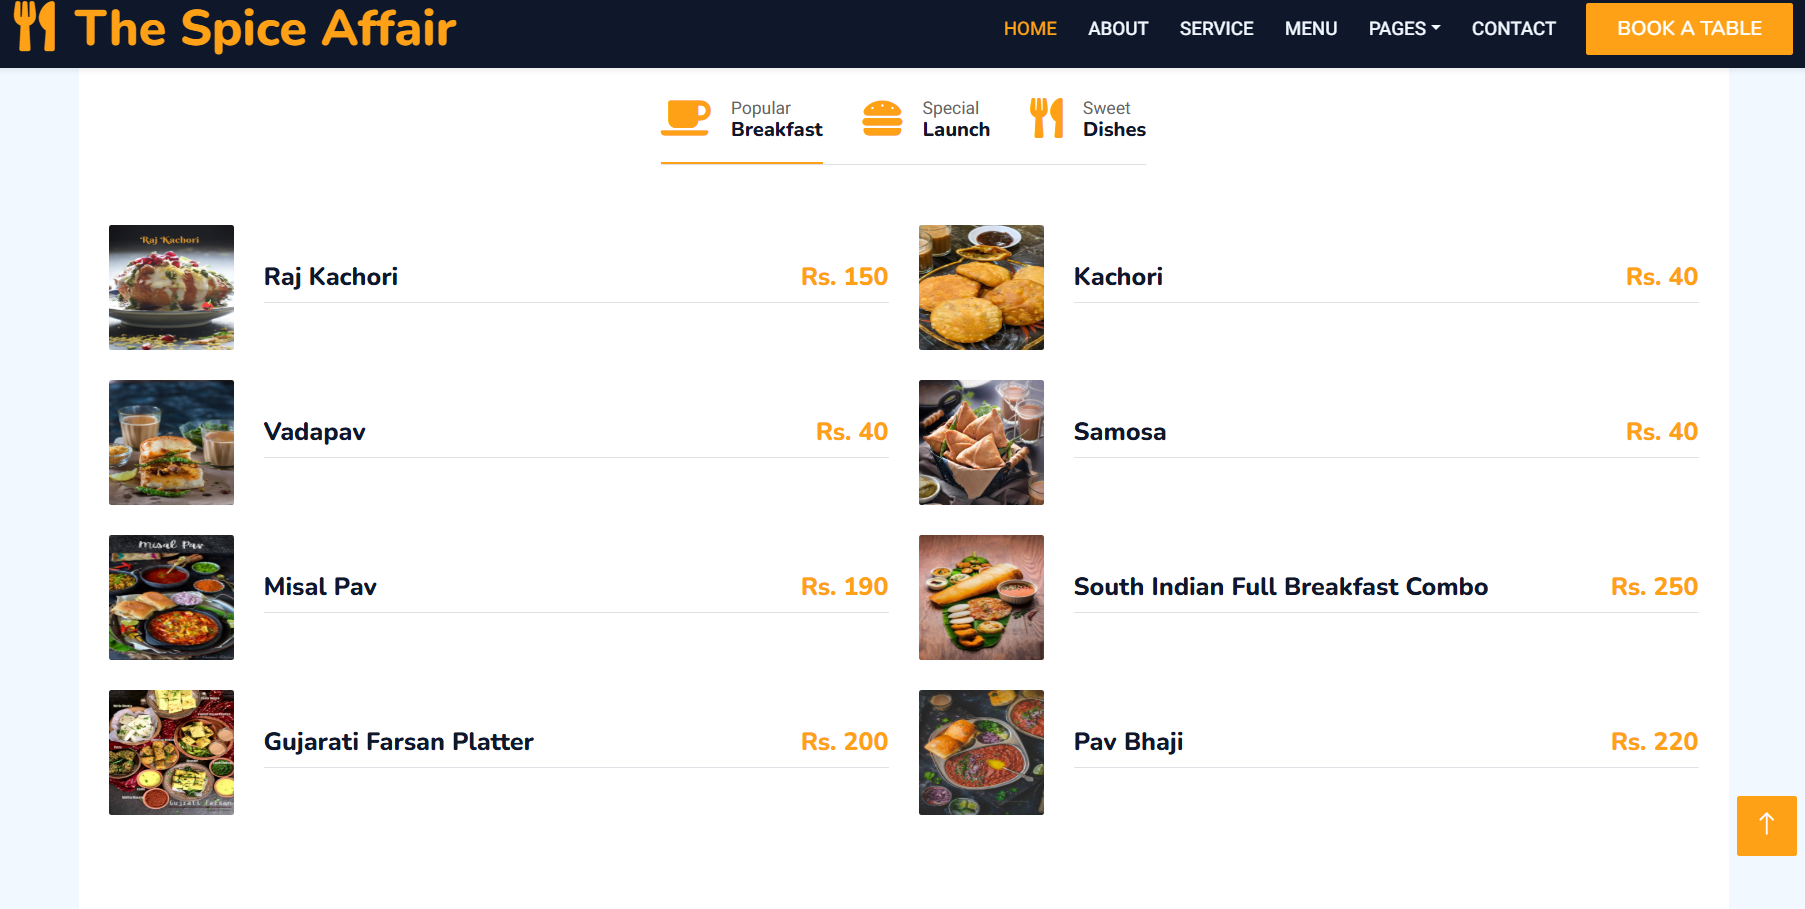 The Spice Affair
HOME ABOUT SERVICE MENU PAGES CONTACT BOOK A TABLE
Popular
Breakfast
Special
Launch
Sweet
Dishes
Raj Kachori
Raj Kachori Rs. 150
Kachori Rs. 40
Vadapav Rs. 40
Samosa Rs. 40
Misal Pav
Misal Pav Rs. 190
South Indian Full Breakfast Combo Rs. 250
Gujarati Farsan Platter Rs. 200
Gujrati Farsan
Pav Bhaji Rs. 220